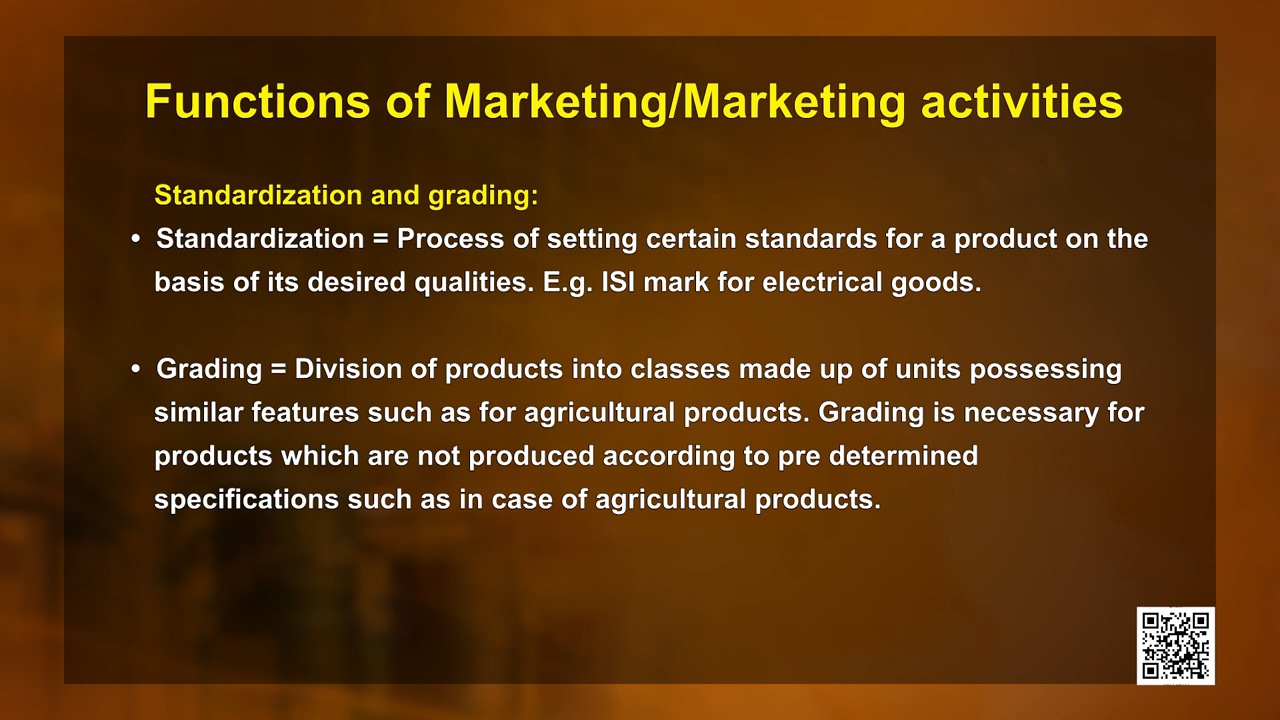 Functions of Marketing/Marketing activities
Standardization and grading:
• Standardization = Process of setting certain standards for a product on the
basis of its desired qualities. E.g. ISI mark for electrical goods.
• Grading = Division of products into classes made up of units possessing
similar features such as for agricultural products. Grading is necessary for
products which are not produced according to pre determined
specifications such as in case of agricultural products.